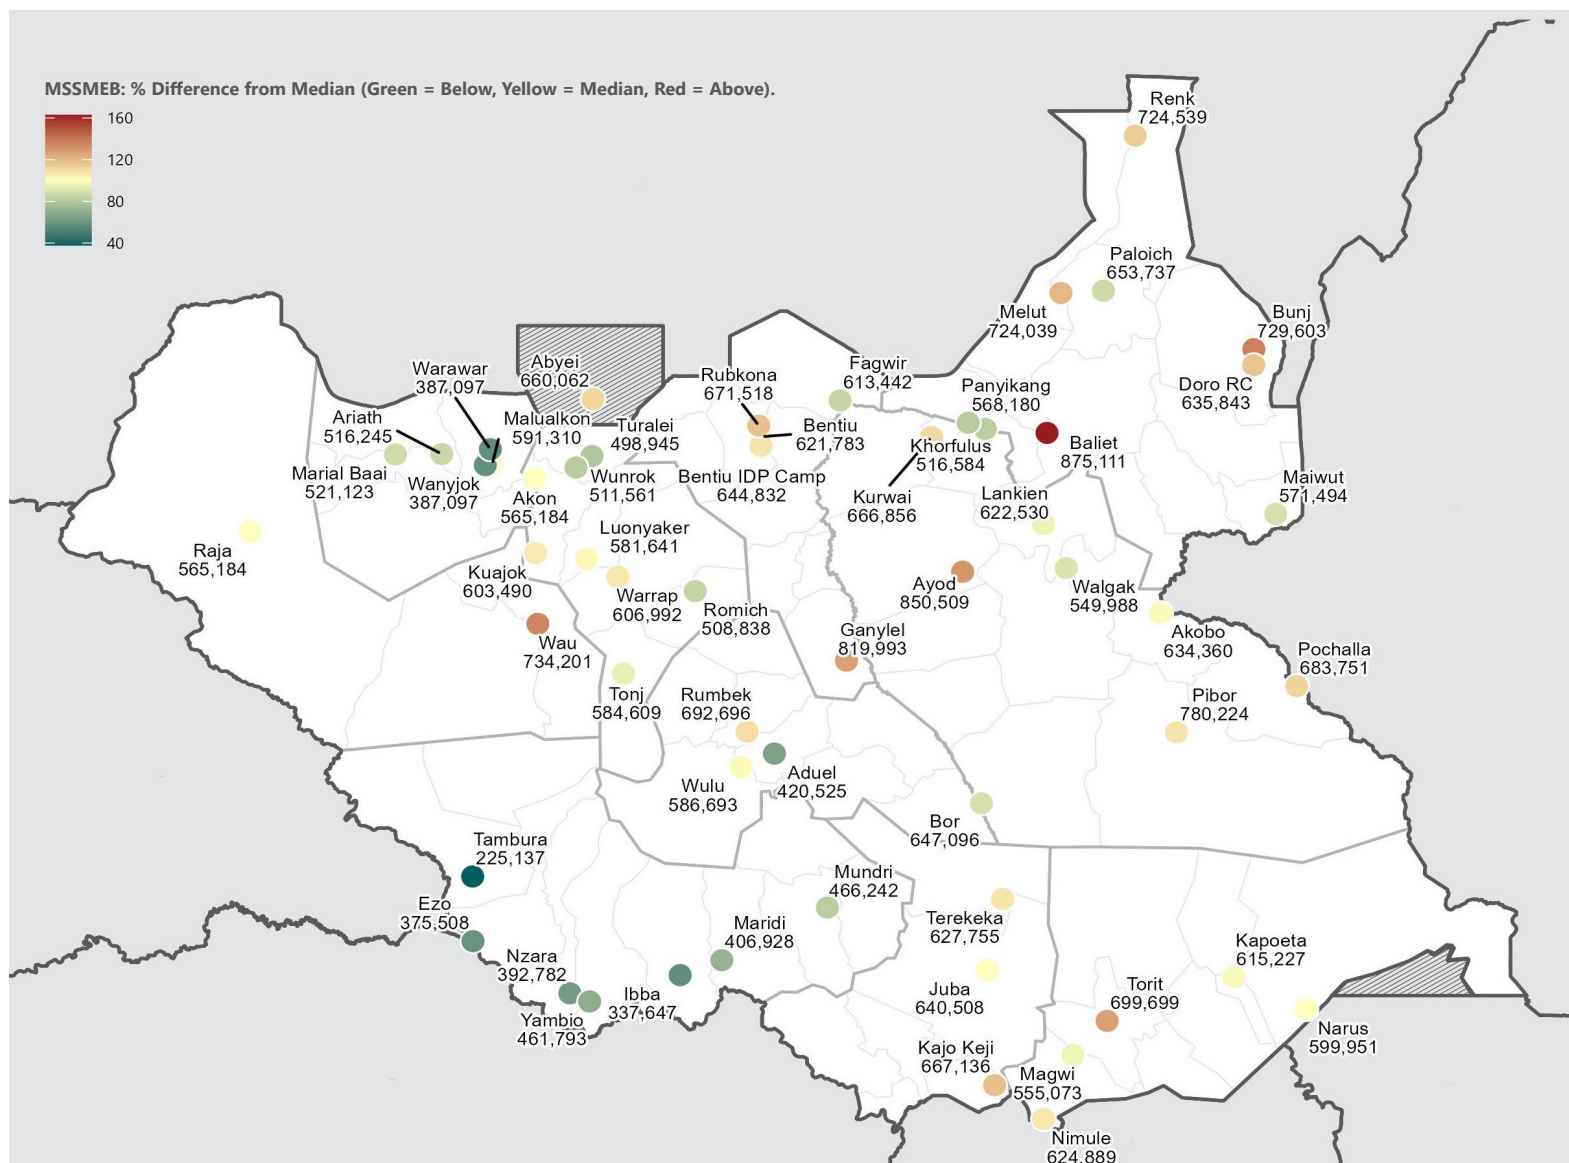 MSSMEB: % Difference from Median (Green = Below, Yellow = Median, Red = Above).
160
120
80
40
Renk
724,539
Paloich
653,737
Melut
724,039
Bunj
729,603
Doro RC
635,843
Abyei
660,062
Warawar
387,097
Rubkona
671,518
Fagwir
613,442
Panyikang
568,180
Ariath
516,245
Malualkon
591,310
Turalei
498,945
Bentiu
621,783
Khorfulus
516,584
Baliet
875,111
Marial Baai
521,123
Wanyjok
387,097
Wunrok
511,561
Bentiu IDP Camp
644,832
Kurwai
666,856
Lankien
622,530
Maiwut
571,494
Akon
565,184
Luonyaker
581,641
Raja
565,184
Kuajok
603,490
Warrap
606,992
Romich
508,838
Ayod
850,509
Walgak
549,988
Wau
734,201
Ganylel
819,993
Akobo
634,360
Pochalla
683,751
Tonj
584,609
Rumbek
692,696
Pibor
780,224
Wulu
586,693
Aduel
420,525
Bor
647,096
Tambura
225,137
Mundri
466,242
Ezo
375,508
Maridi
406,928
Terekeka
627,755
Kapoeta
615,227
Nzara
392,782
Ibba
337,647
Juba
640,508
Torit
699,699
Yambio
461,793
Narus
599,951
Kajo Keji
667,136
Magwi
555,073
Nimule
624,889